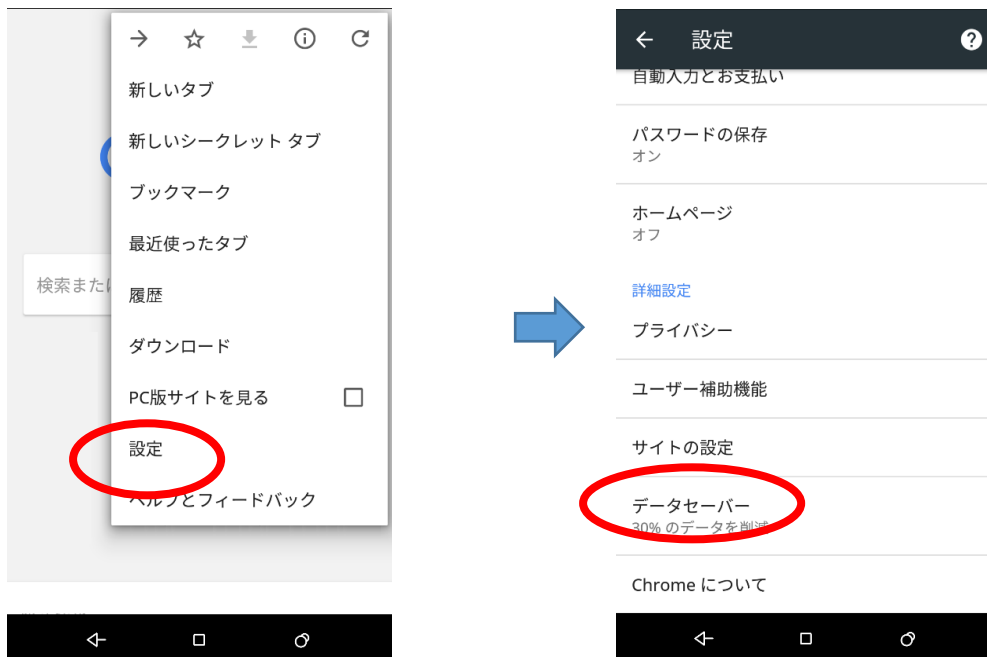 新しいタブ
新しいシークレット タブ
ブックマーク
最近使ったタブ
検索または
履歴
ダウンロード
PC版サイトを見る
設定
ヘルプとフィードバック
設定
自動入力とお支払い
パスワードの保存
オン
ホームページ
オフ
詳細設定
プライバシー
ユーザー補助機能
サイトの設定
データセーバー
30% のデータを削減
Chrome について